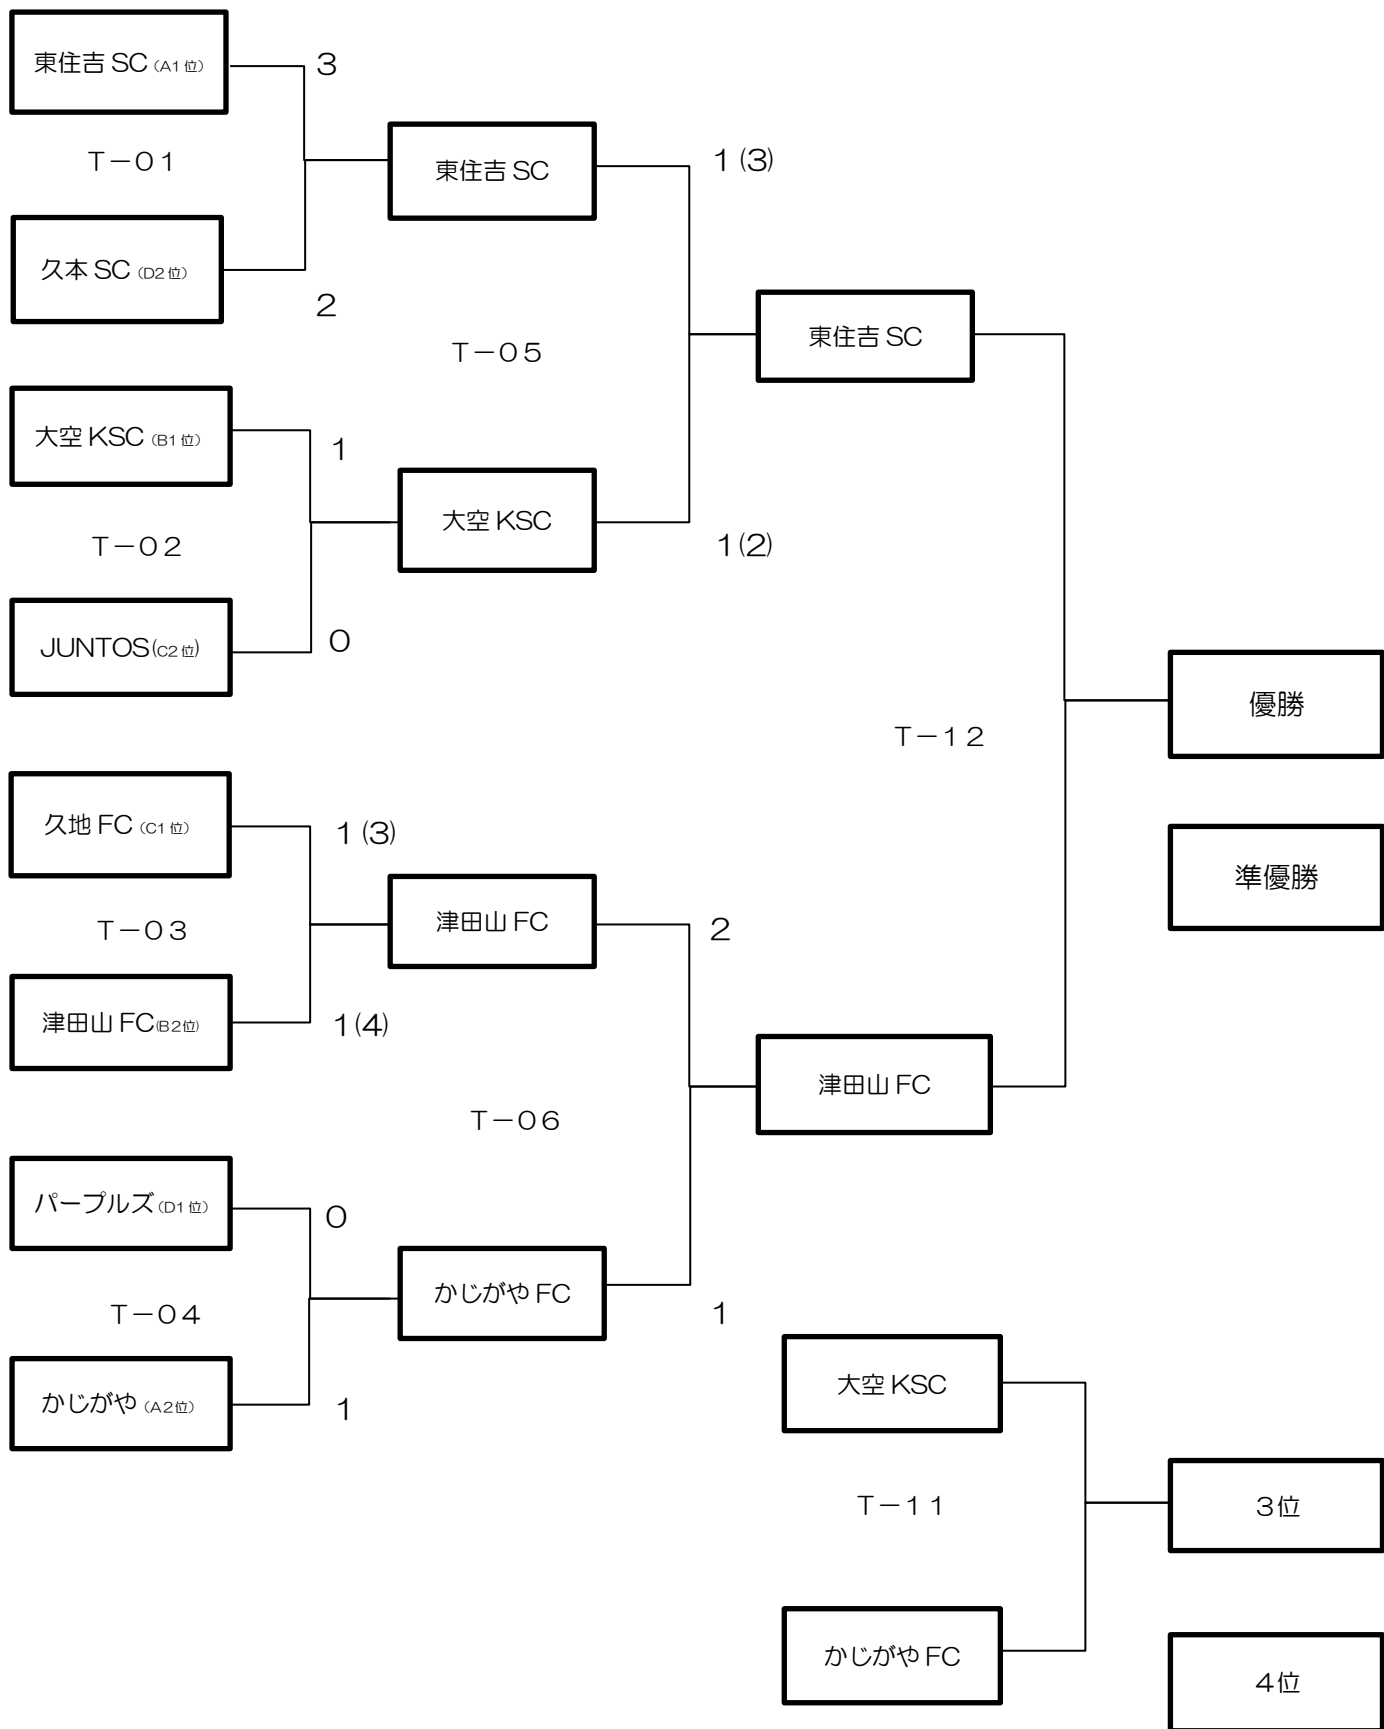 東住吉 SC (A1位)
3
T－01
東住吉 SC
1 (3)
久本 SC (D2位)
2
T－05
東住吉 SC
大空 KSC (B1位)
1
T－02
大空 KSC
1(2)
JUNTOS(C2位)
0
T－12
優勝
久地 FC (C1位)
1 (3)
準優勝
T－03
津田山 FC
2
津田山 FC(B2位)
1(4)
津田山 FC
T－06
パープルズ(D1位)
0
かじがや FC
1
T－04
かじがや (A2位)
1
大空 KSC
T－11
3位
かじがや FC
4位